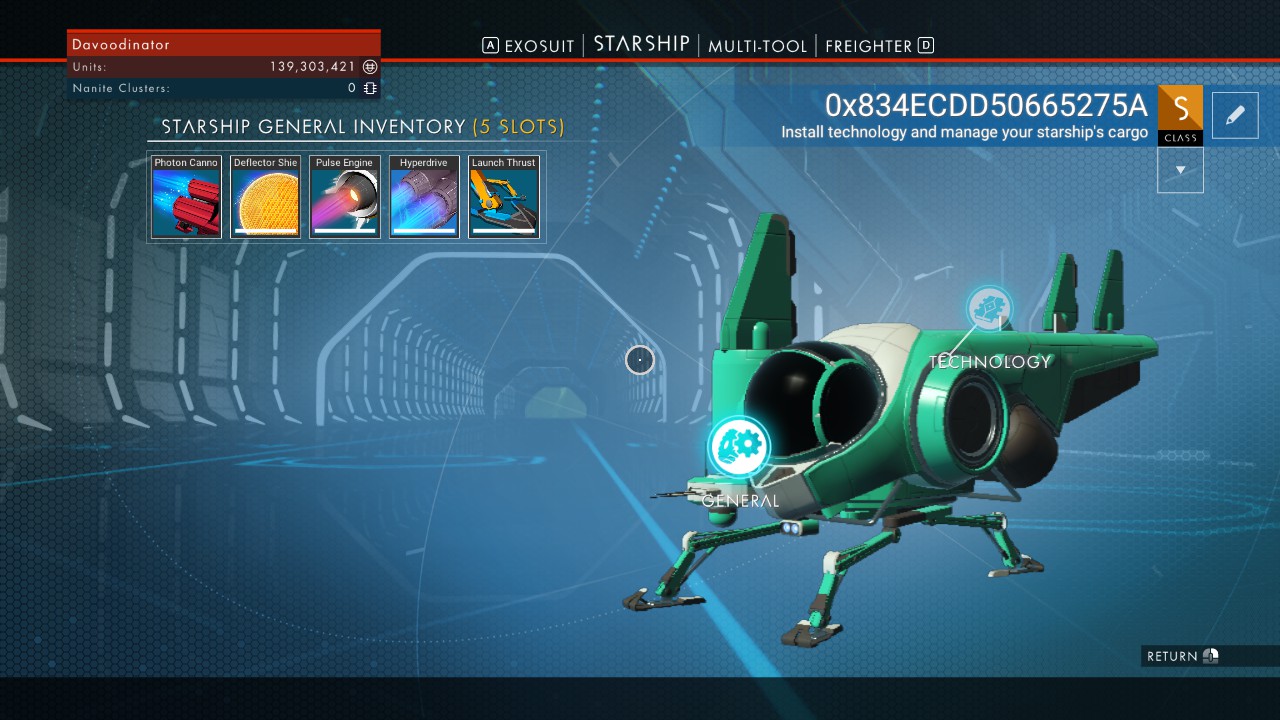 Davoodinator
Units: 139,303,421
Nanite Clusters: 0
A EXOSUIT STARSHIP MULTI-TOOL FREIGHTER D
0x834ECDD50665275A
Install technology and manage your starship's cargo
S
CLASS
STARSHIP GENERAL INVENTORY (5 SLOTS)
Photon Canno Deflector Shie Pulse Engine Hyperdrive Launch Thrust
TECHNOLOGY
GENERAL
RETURN